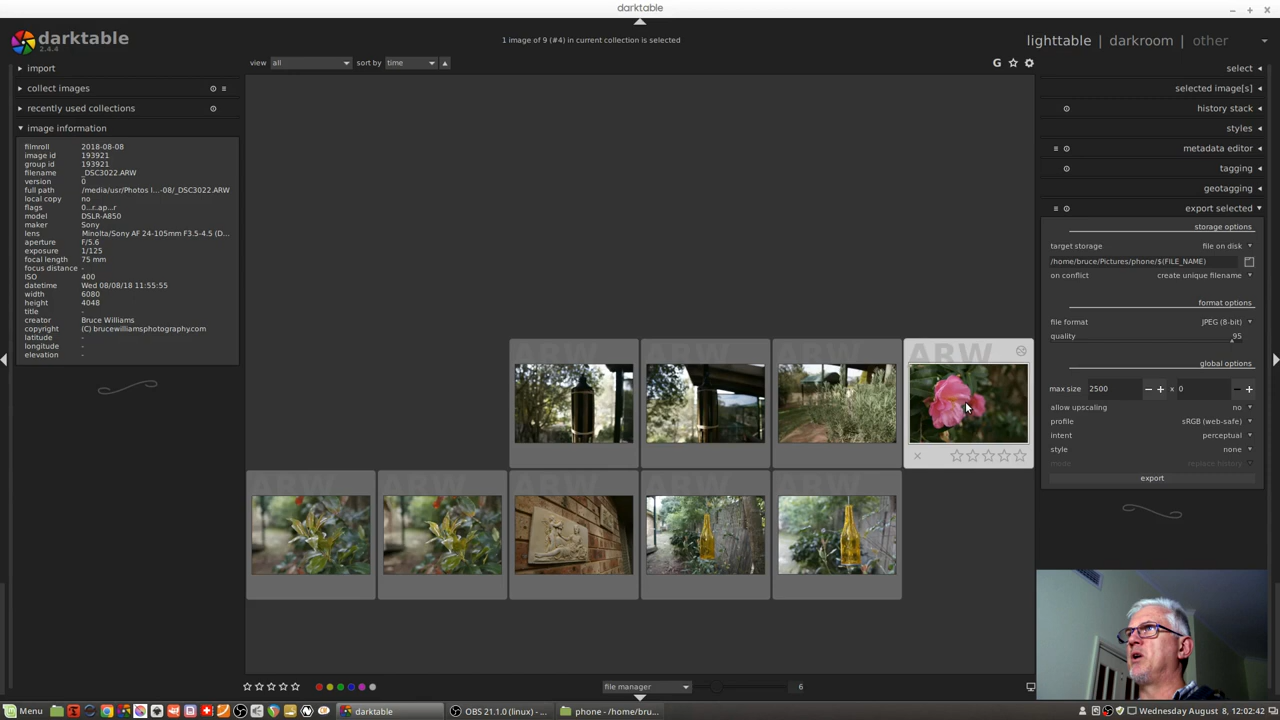 darktable
darktable
2.4.4
1 image of 9 (#4) in current collection is selected
lighttable | darkroom | other
import
collect images
recently used collections
image information
filmroll 2018-08-08
image id 193921
group id 193921
filename _DSC3022.ARW
version 0
full path /media/usr/Photos I...-08/_DSC3022.ARW
local copy no
flags 0...r..ap...r
model DSLR-A850
maker Sony
lens Minolta/Sony AF 24-105mm F3.5-4.5 (D...
aperture F/5.6
exposure 1/125
focal length 75 mm
focus distance -
ISO 400
datetime Wed 08/08/18 11:55:55
width 6080
height 4048
title -
creator Bruce Williams
copyright (C) brucewilliamsphotography.com
latitude -
longitude -
elevation -
view all sort by time
G
ARW
select
selected image[s]
history stack
styles
metadata editor
tagging
geotagging
export selected
storage options
target storage file on disk
/home/bruce/Pictures/phone/$(FILE_NAME)
on conflict create unique filename
format options
file format JPEG (8-bit)
quality 95
global options
max size 2500 x 0
allow upscaling no
profile sRGB (web-safe)
intent perceptual
style none
mode replace history
export
file manager 6
Menu
darktable
OBS 21.1.0 (linux) - ...
phone - /home/bru...
Wednesday August 8, 12:02:42